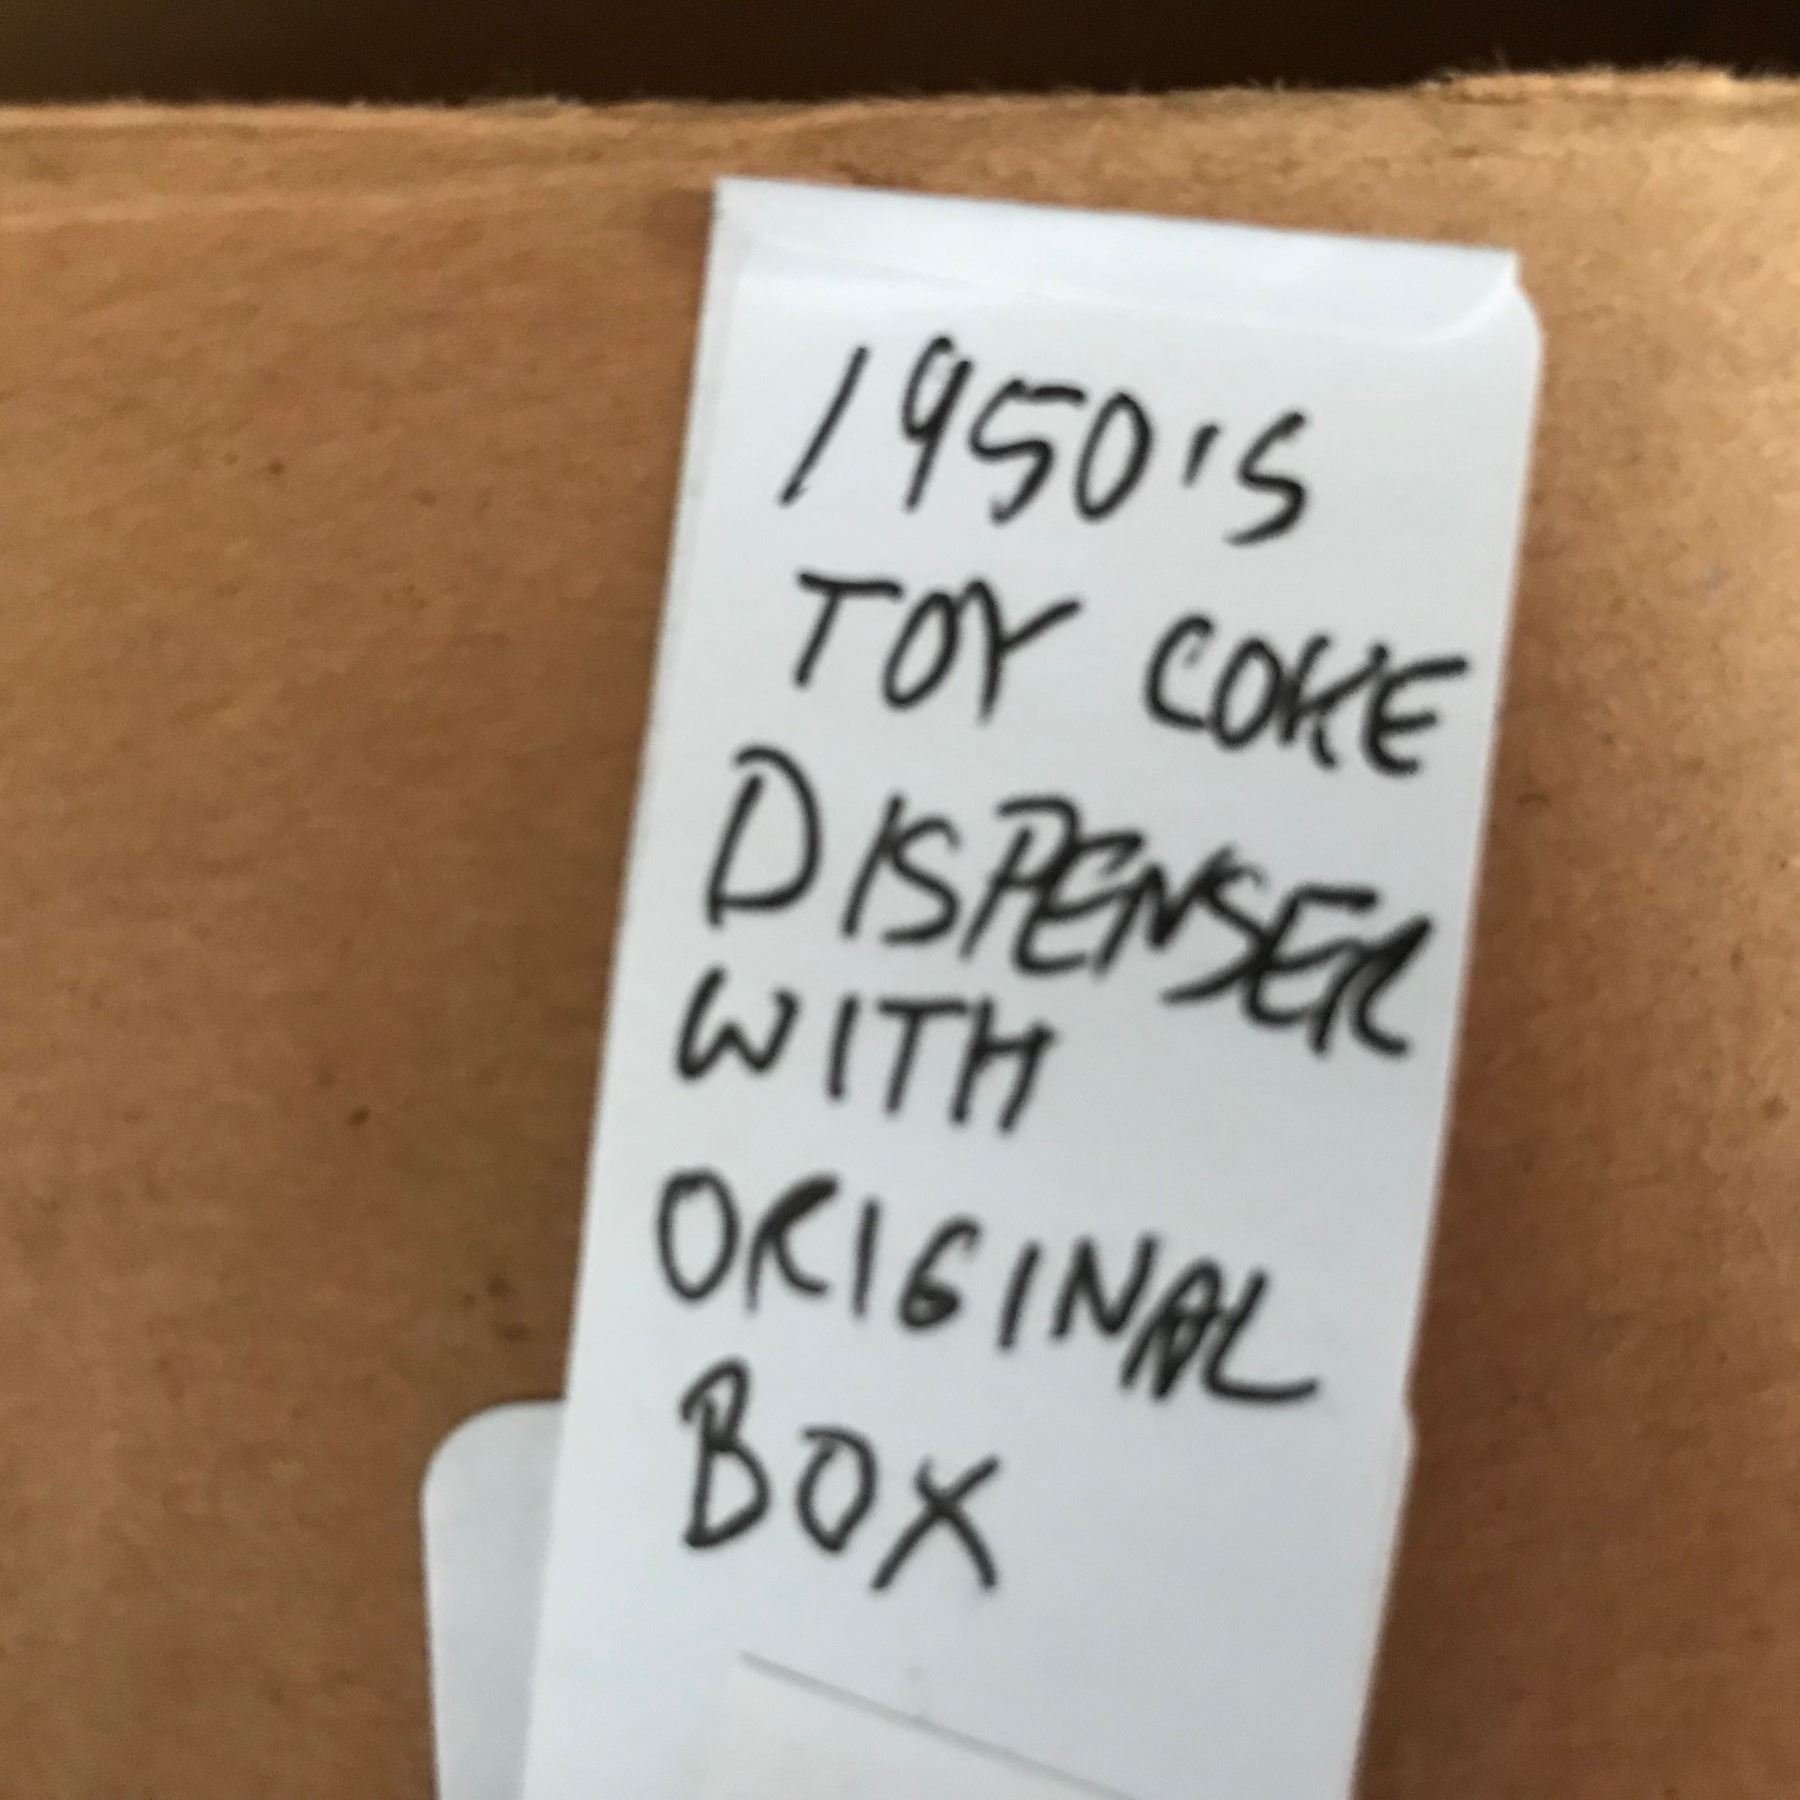 1950'S
TOY COKE
DISPENSER
WITH
ORIGINAL
BOX